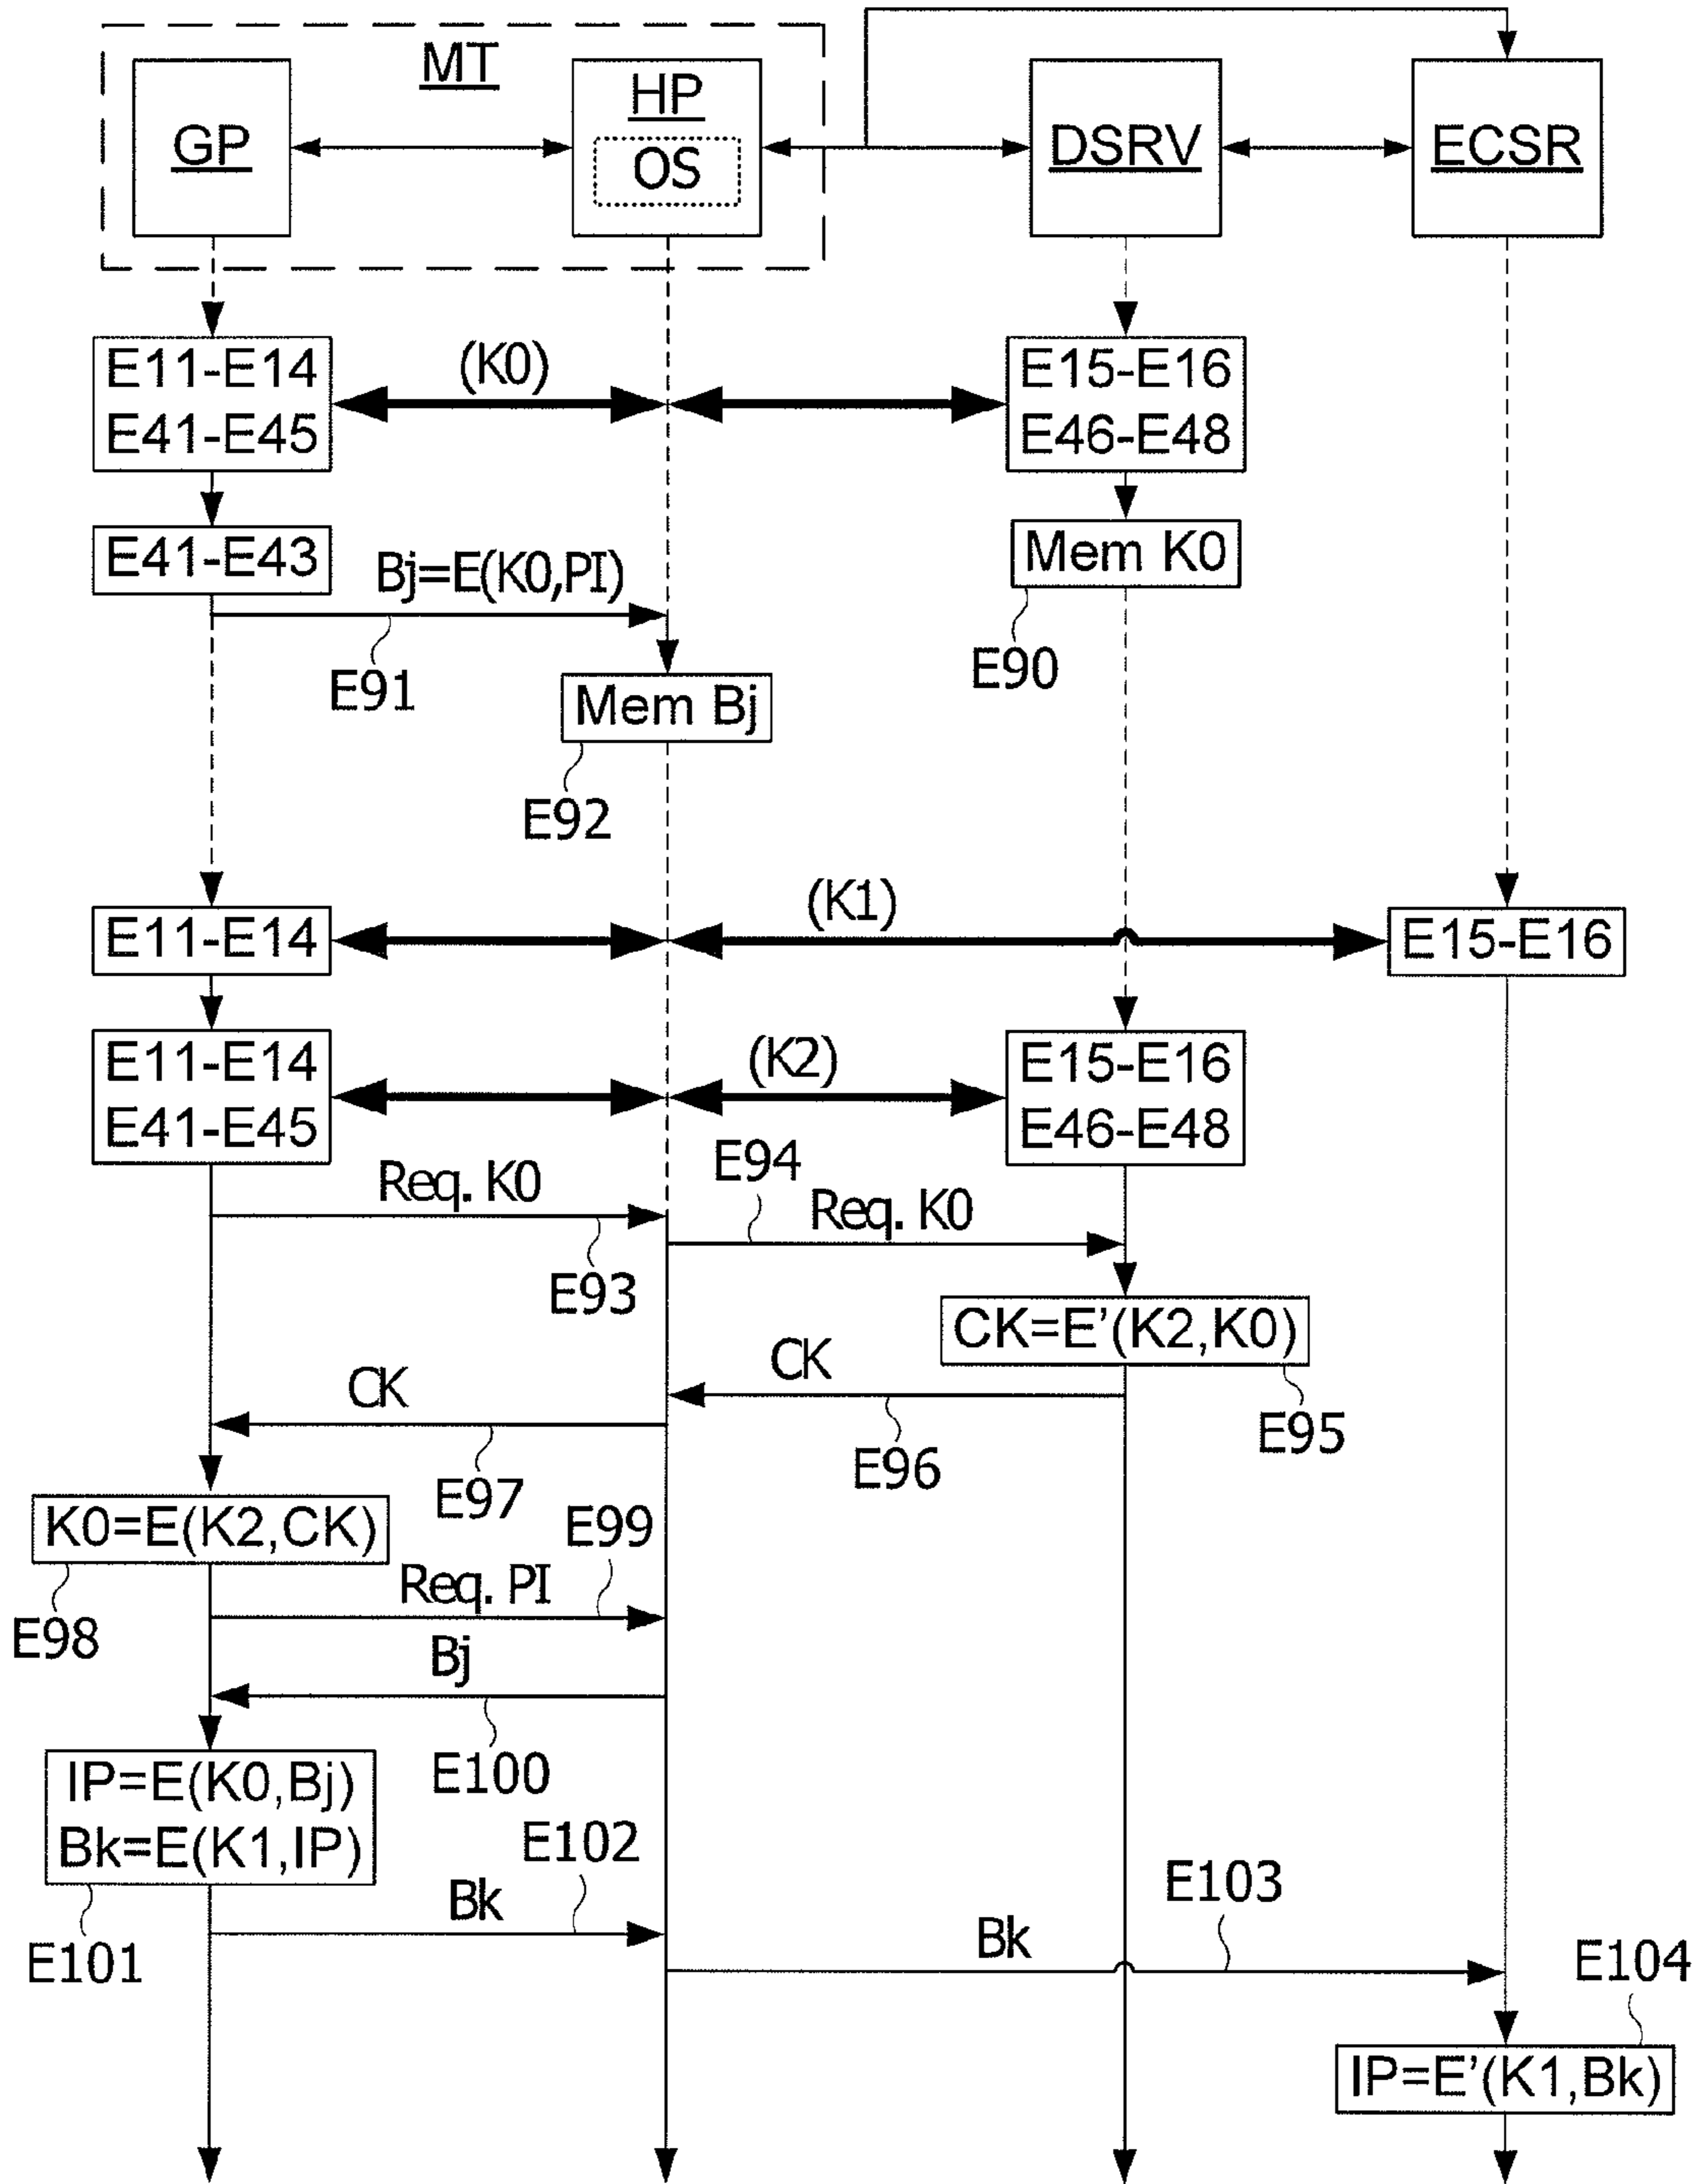 MT
GP
HP
OS
DSRV
ECSR
E11-E14
E41-E45
(K0)
E15-E16
E46-E48
E41-E43
Bj=E(K0,PI)
Mem K0
E91
E90
Mem Bj
E92
E11-E14
(K1)
E15-E16
E11-E14
E41-E45
(K2)
E15-E16
E46-E48
Req. K0
E94
Req. K0
E93
CK=E'(K2,K0)
CK
CK
E95
E96
E97
K0=E(K2,CK)
E99
Req. PI
E98
Bj
E100
IP=E(K0,Bj)
Bk=E(K1,IP)
E102
Bk
E101
E103
Bk
E104
IP=E'(K1,Bk)